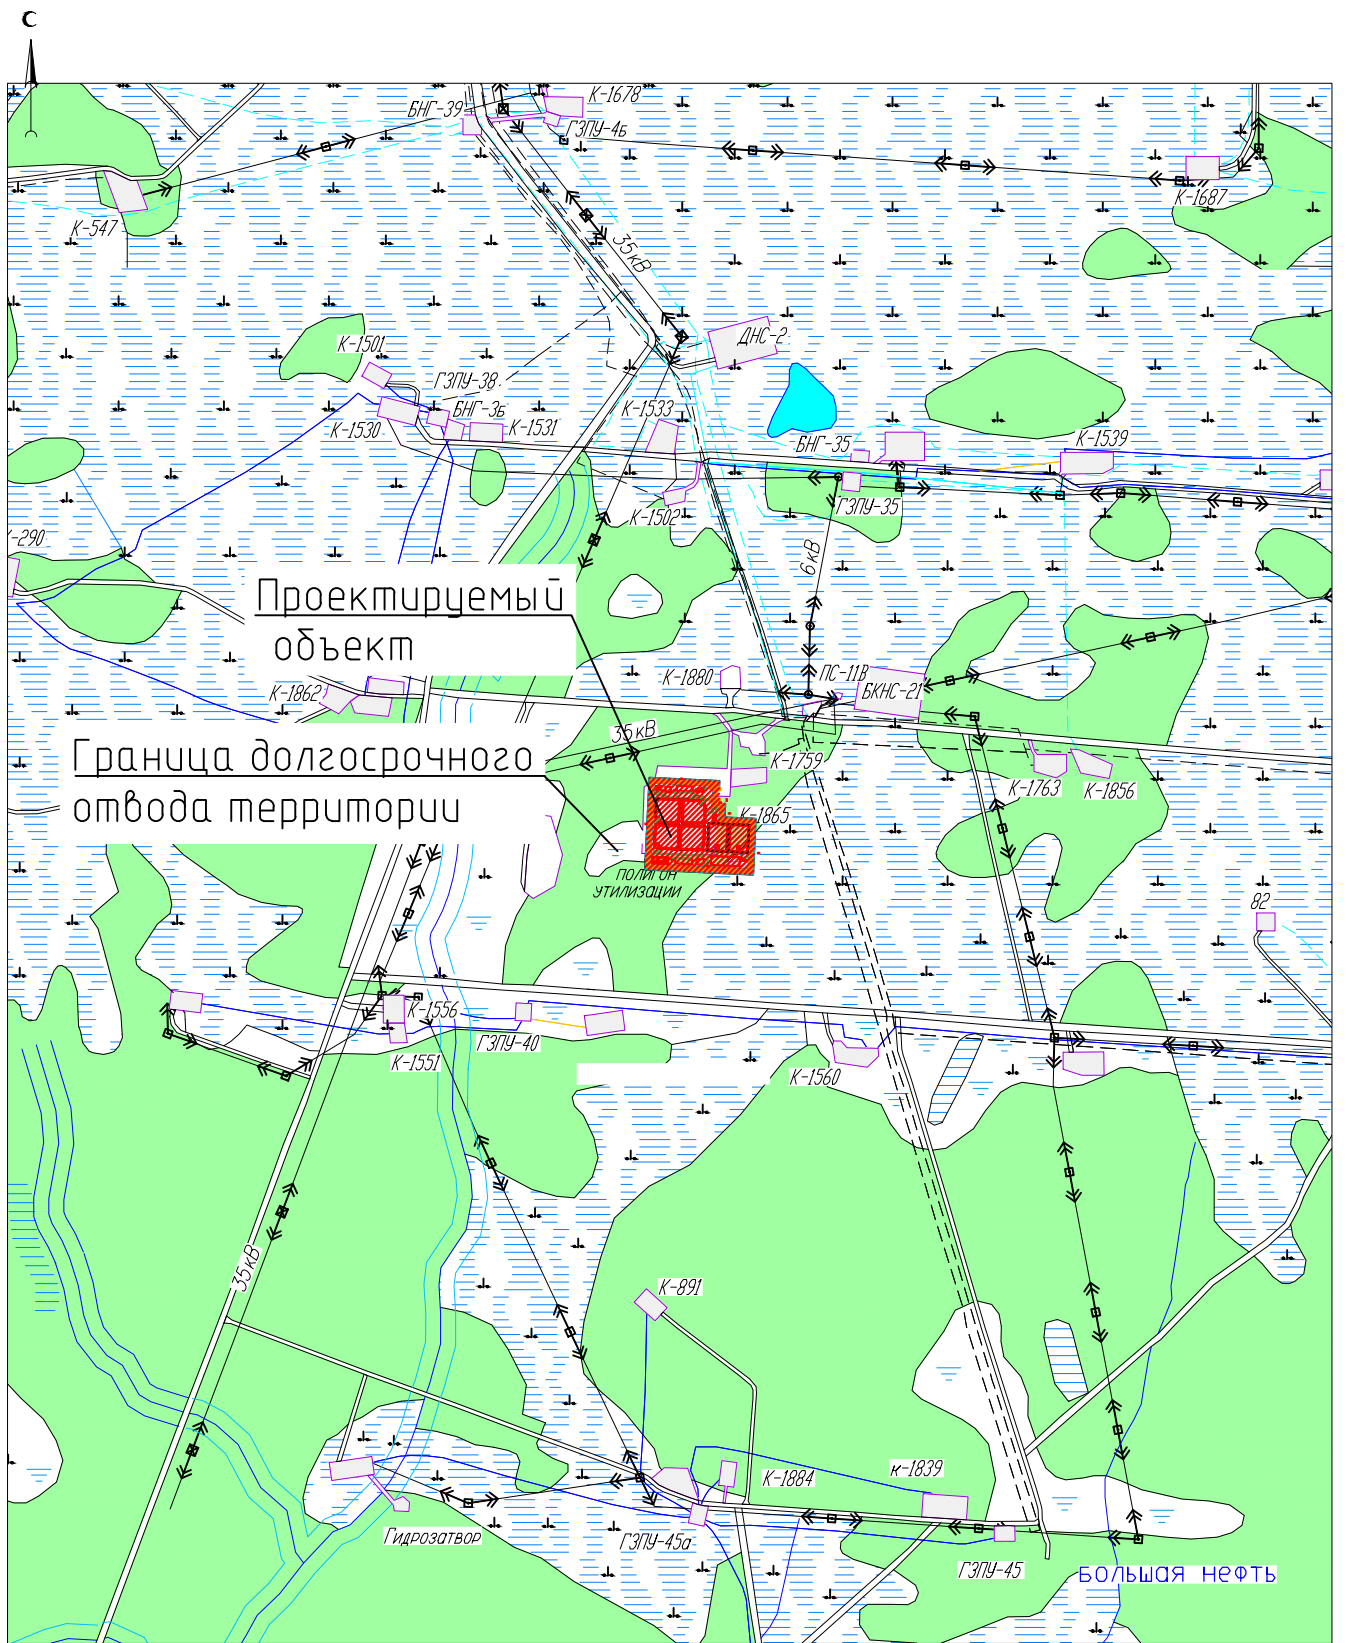 С
К-1678
БНГ-39
ГЗПУ-4Б
К-1687
К-547
35кВ
ДНС-2
К-1501
ГЗПУ-38
БНГ-3Б
К-1530
К-1531
К-1533
БНГ-35
К-1539
ГЗПУ-35
К-1502
К-290
6кВ
Проектируемый
объект
К-1880
ПС-11В
БКНС-21
К-1862
35кВ
Граница долгосрочного
отвода территории
К-1759
К-1763
К-1856
К-1865
полигон
утилизации
82
К-1556
ГЗПУ-40
К-1551
К-1560
35кВ
К-891
К-1884
к-1839
Гидрозатвор
ГЗПУ-45а
ГЗПУ-45
Большая нефть